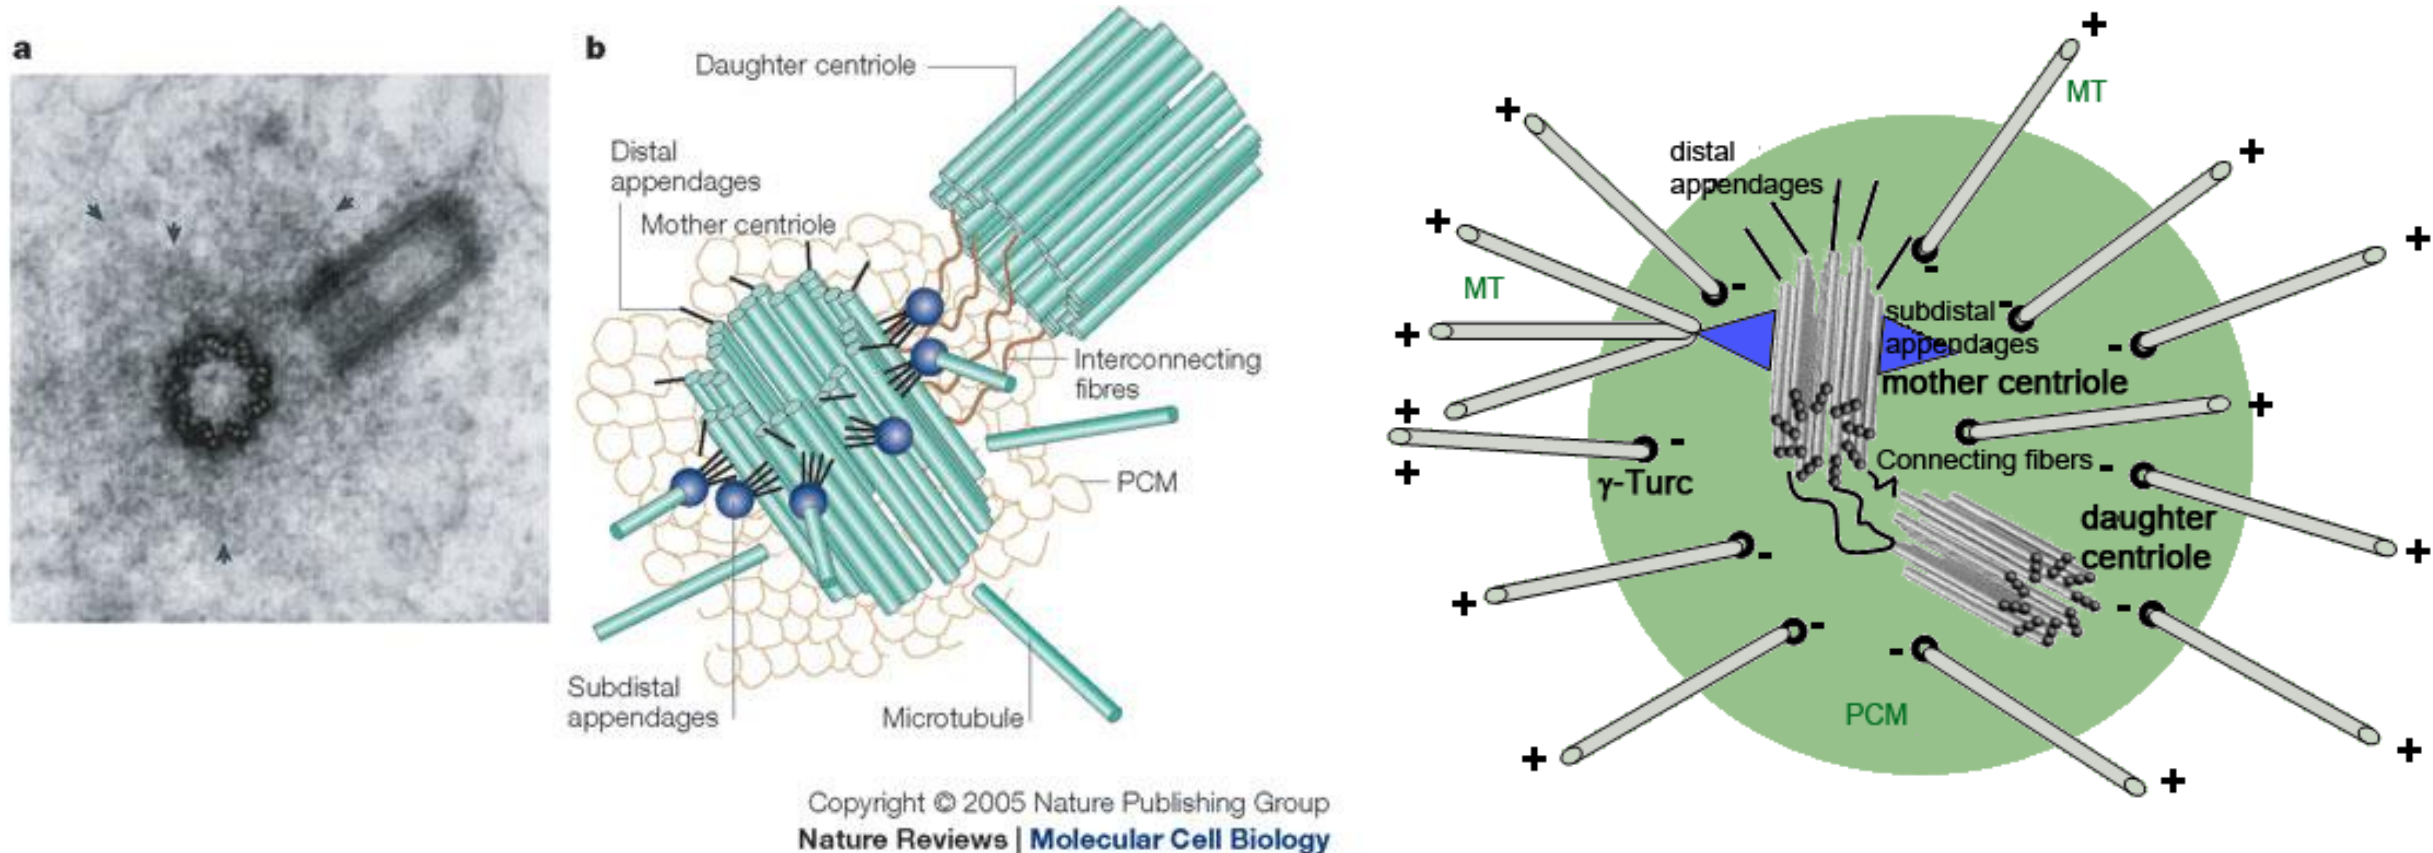 a
b
Daughter centriole
Distal
appendages
Mother centriole
Interconnecting
fibres
PCM
Subdistal
appendages
Microtubule
Copyright © 2005 Nature Publishing Group
Nature Reviews | Molecular Cell Biology
+
MT
+
distal
appendages
+
+
+
MT
-
-
-
subdistal
appendages
-
+
mother centriole
+
+
-
Connecting fibers
-
+
γ-Turc
daughter
centriole
+
-
+
-
-
-
PCM
+
+
+